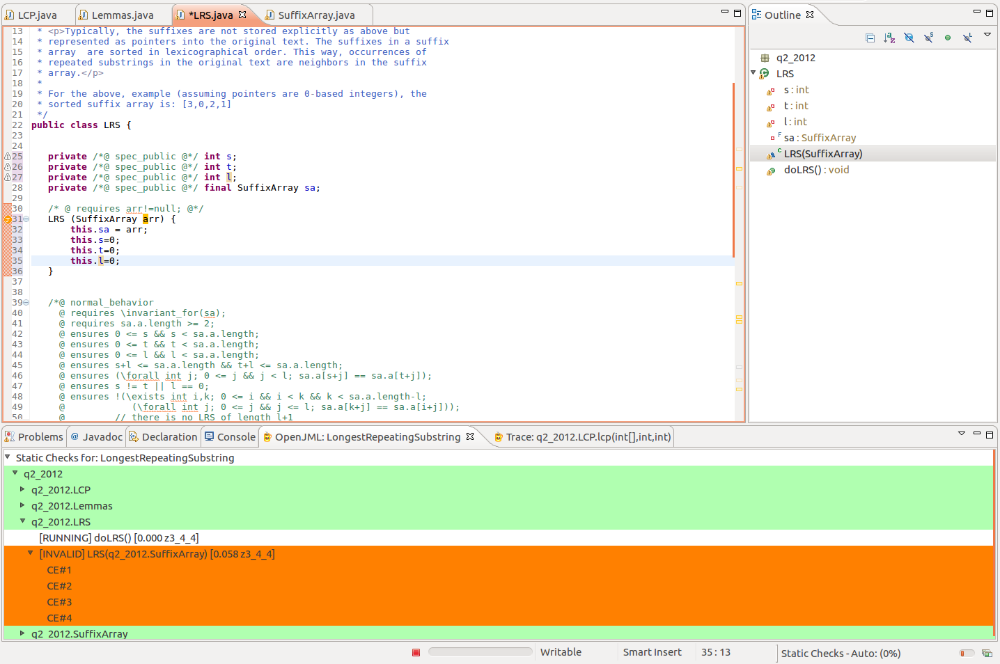 LCP.java
Lemmas.java
*LRS.java
SuffixArray.java
13 * <p>Typically, the suffixes are not stored explicitly as above but
14 * represented as pointers into the original text. The suffixes in a suffix
15 * array  are sorted in lexicographical order. This way, occurrences of
16 * repeated substrings in the original text are neighbors in the suffix
17 * array.</p>
18 *
19 * For the above, example (assuming pointers are 0-based integers), the
20 * sorted suffix array is: [3,0,2,1]
21 */
22 public class LRS {
23
24
25 private /*@ spec_public @*/ int s;
26 private /*@ spec_public @*/ int t;
27 private /*@ spec_public @*/ int l;
28 private /*@ spec_public @*/ final SuffixArray sa;
29
30 /* @ requires arr!=null; @*/
31 LRS (SuffixArray arr) {
32 this.sa = arr;
33 this.s=0;
34 this.t=0;
35 this.l=0;
36 }
37
38
39 /*@ normal_behavior
40 @ requires \invariant_for(sa);
41 @ requires sa.a.length >= 2;
42 @ ensures 0 <= s && s < sa.a.length;
43 @ ensures 0 <= t && t < sa.a.length;
44 @ ensures 0 <= l && l < sa.a.length;
45 @ ensures s+l <= sa.a.length && t+l <= sa.a.length;
46 @ ensures (\forall int j; 0 <= j && j < l; sa.a[s+j] == sa.a[t+j]);
47 @ ensures s != t || l == 0;
48 @ ensures !(\exists int i,k; 0 <= i && i < k && k < sa.a.length-l;
49 @ (\forall int j; 0 <= j && j <= l; sa.a[k+j] == sa.a[i+j]));
50 @ // there is no LRS of length l+1
Outline
q2_2012
LRS
s : int
t : int
l : int
F sa : SuffixArray
C LRS(SuffixArray)
doLRS() : void
Problems
@ Javadoc
Declaration
Console
OpenJML: LongestRepeatingSubstring
Trace: q2_2012.LCP.lcp(int[],int,int)
Static Checks for: LongestRepeatingSubstring
q2_2012
q2_2012.LCP
q2_2012.Lemmas
q2_2012.LRS
[RUNNING] doLRS() [0.000 z3_4_4]
[INVALID] LRS(q2_2012.SuffixArray) [0.058 z3_4_4]
CE#1
CE#2
CE#3
CE#4
q2_2012.SuffixArray
Writable
Smart Insert
35 : 13
Static Checks - Auto: (0%)